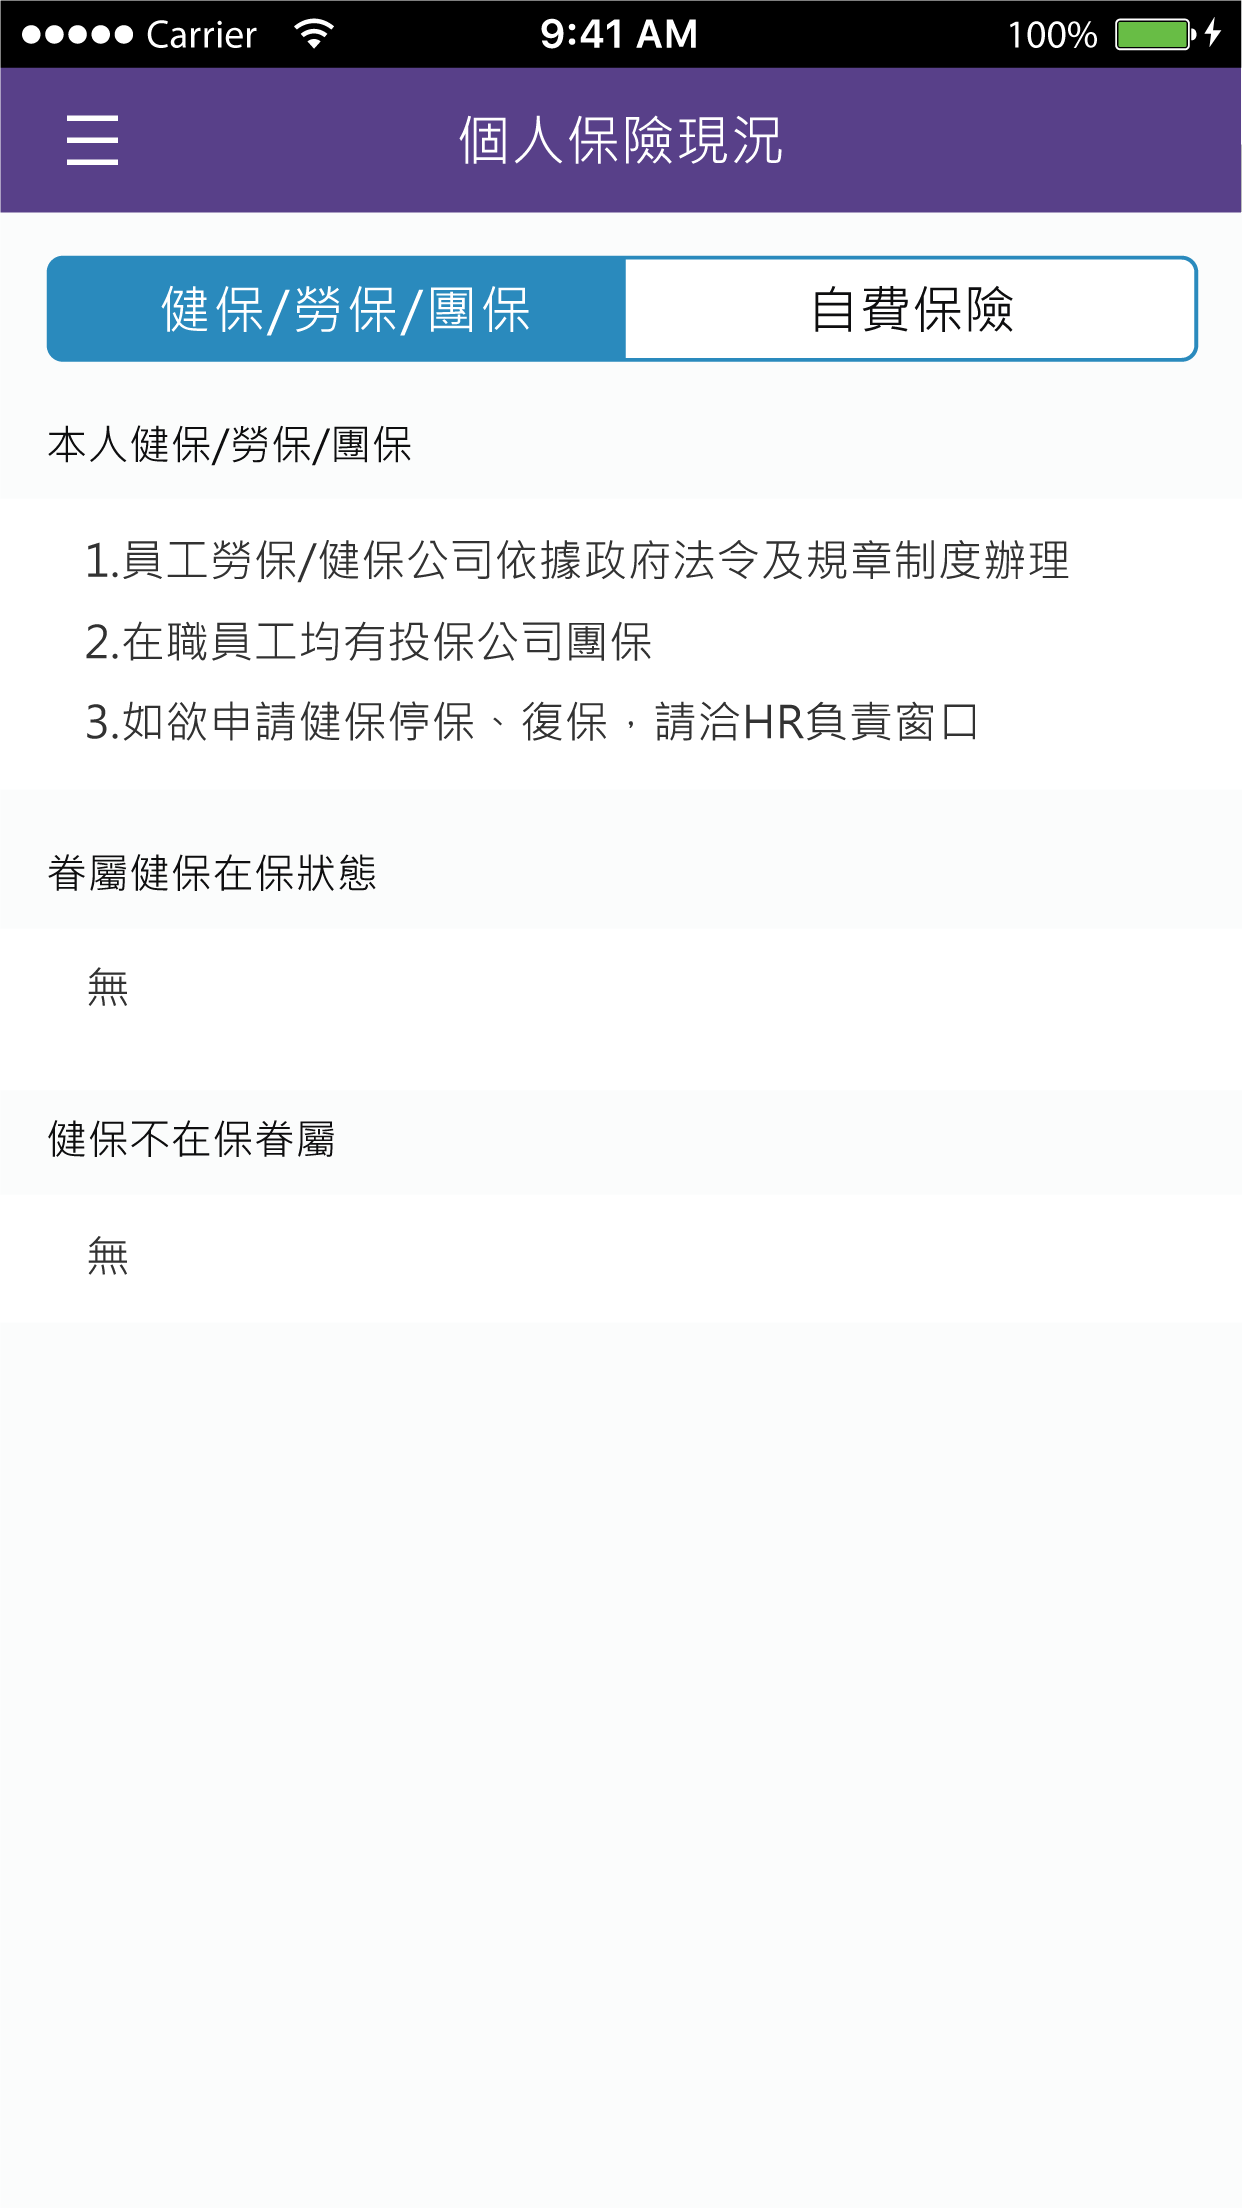 Carrier 9:41 AM 100%
個人保險現況
健保/勞保/團保 自費保險
本人健保/勞保/團保
1.員工勞保/健保公司依據政府法令及規章制度辦理
2.在職員工均有投保公司團保
3.如欲申請健保停保、復保，請洽HR負責窗口
眷屬健保在保狀態
無
健保不在保眷屬
無